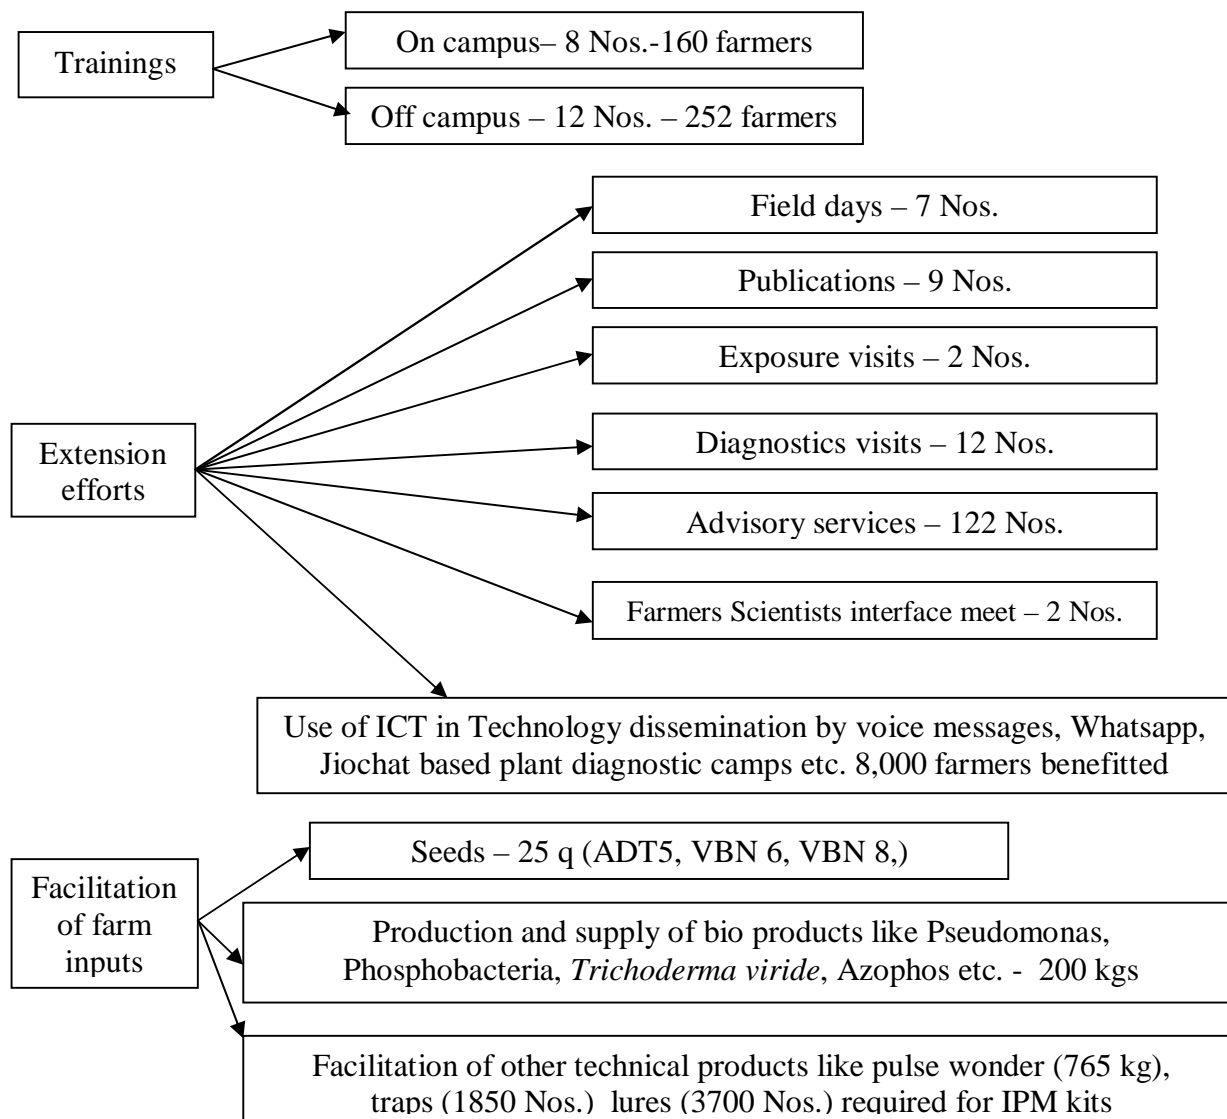 Trainings
On campus– 8 Nos.-160 farmers
Off campus – 12 Nos. – 252 farmers
Extension
efforts
Field days – 7 Nos.
Publications – 9 Nos.
Exposure visits – 2 Nos.
Diagnostics visits – 12 Nos.
Advisory services – 122 Nos.
Farmers Scientists interface meet – 2 Nos.
Use of ICT in Technology dissemination by voice messages, Whatsapp,
Jiochat based plant diagnostic camps etc. 8,000 farmers benefitted
Facilitation
of farm
inputs
Seeds – 25 q (ADT5, VBN 6, VBN 8,)
Production and supply of bio products like Pseudomonas,
Phosphobacteria, Trichoderma viride, Azophos etc. - 200 kgs
Facilitation of other technical products like pulse wonder (765 kg),
traps (1850 Nos.) lures (3700 Nos.) required for IPM kits